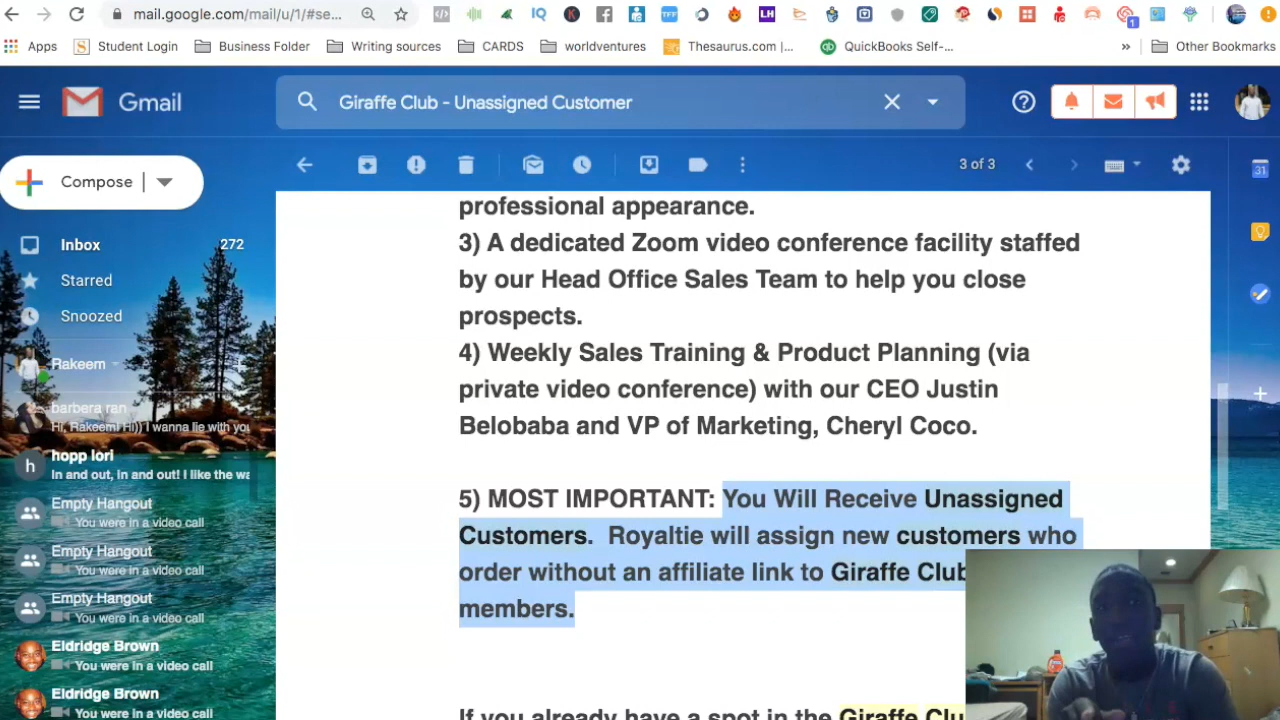 mail.google.com/mail/u/1/#se...
IQ
K
TFF
LH
1
Apps
Student Login
Business Folder
Writing sources
CARDS
worldventures
Thesaurus.com |...
qb
QuickBooks Self-...
»
Other Bookmarks
Gmail
Giraffe Club - Unassigned Customer
Compose
3 of 3
31
Inbox
272
Starred
Snoozed
Rakeem
barbera ran
Hi, Rakeem! Hi)) I wanna lie with you
h
hopp lori
In and out, in and out! I like the wa
Empty Hangout
You were in a video call
Empty Hangout
You were in a video call
Empty Hangout
You were in a video call
Eldridge Brown
You were in a video call
Eldridge Brown
You were in a video call
professional appearance.
3) A dedicated Zoom video conference facility staffed
by our Head Office Sales Team to help you close
prospects.
4) Weekly Sales Training & Product Planning (via
private video conference) with our CEO Justin
Belobaba and VP of Marketing, Cheryl Coco.
5) MOST IMPORTANT: You Will Receive Unassigned
Customers. Royaltie will assign new customers who
order without an affiliate link to Giraffe Club
members.
If you already have a spot in the Giraffe Clu